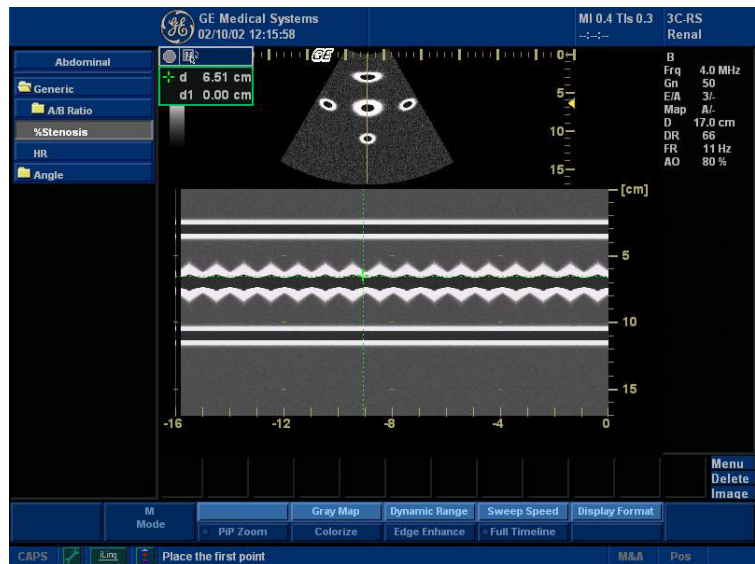 GE Medical Systems
02/10/02 12:15:58
MI 0.4 TIs 0.3
--:--:--
3C-RS
Renal
Abdominal
Generic
A/B Ratio
%Stenosis
HR
Angle
d 6.51 cm
d1 0.00 cm
GE
0
5
10
15
B
Frq 4.0 MHz
Gn 50
E/A 3/-
Map A/-
D 17.0 cm
DR 66
FR 11 Hz
AO 80 %
[cm]
5
10
15
-16 -12 -8 -4 0
Menu
Delete
Image
M
Mode
Gray Map Dynamic Range Sweep Speed Display Format
PiP Zoom Colorize Edge Enhance Full Timeline
CAPS iLinq Place the first point M&A Pos